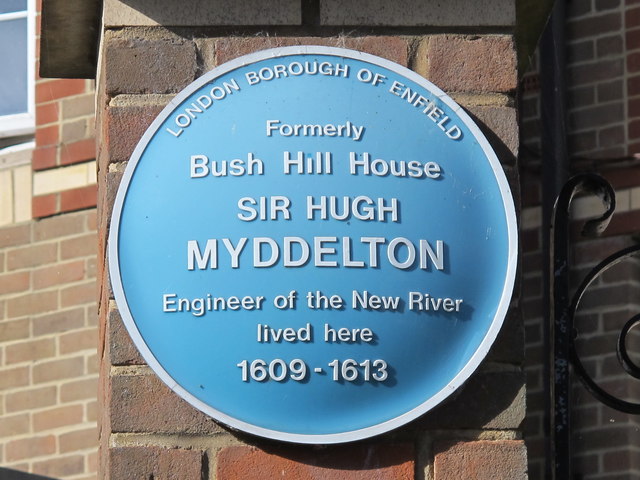 LONDON BOROUGH OF ENFIELD
Formerly
Bush Hill House
SIR HUGH
MYDDELTON
Engineer of the New River
lived here
1609 - 1613